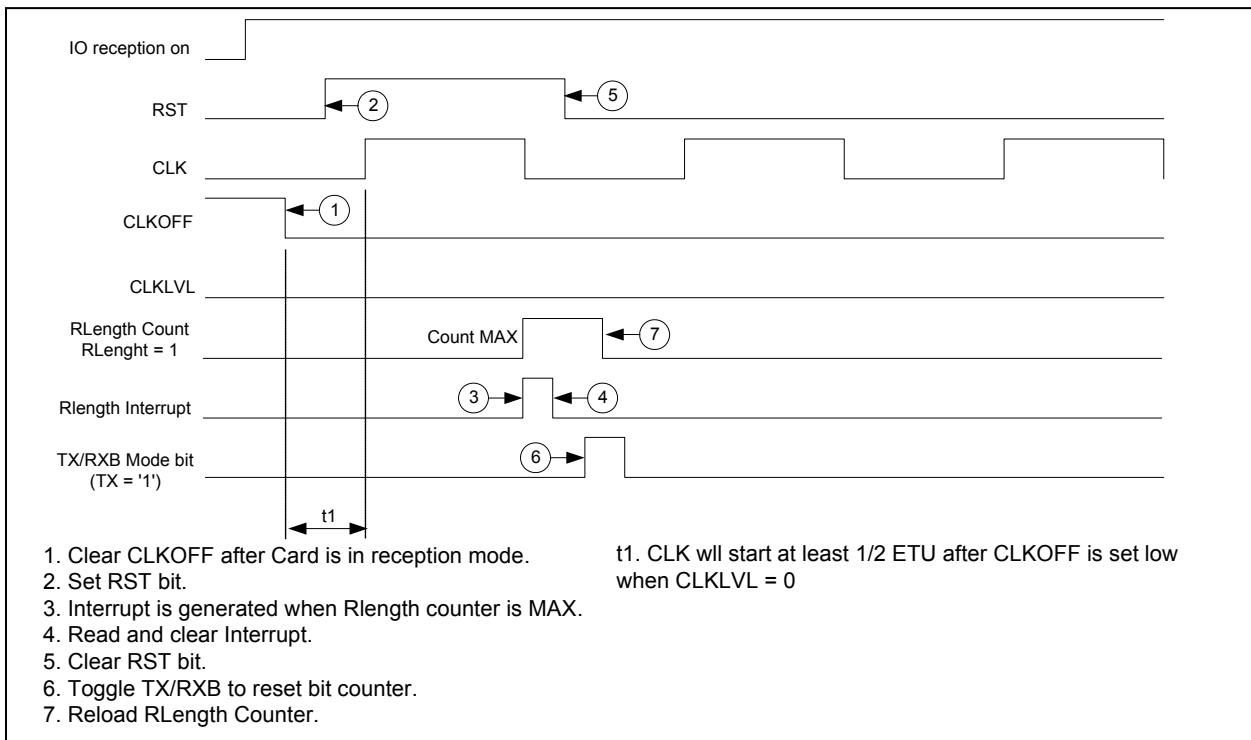 IO reception on
RST
2
5
CLK
CLKOFF
1
CLKLVL
RLength Count
RLenght = 1
Count MAX
7
Rlength Interrupt
3
4
TX/RXB Mode bit
(TX = '1')
6
t1
1. Clear CLKOFF after Card is in reception mode.
2. Set RST bit.
3. Interrupt is generated when Rlength counter is MAX.
4. Read and clear Interrupt.
5. Clear RST bit.
6. Toggle TX/RXB to reset bit counter.
7. Reload RLength Counter.
t1. CLK wll start at least 1/2 ETU after CLKOFF is set low
when CLKLVL = 0